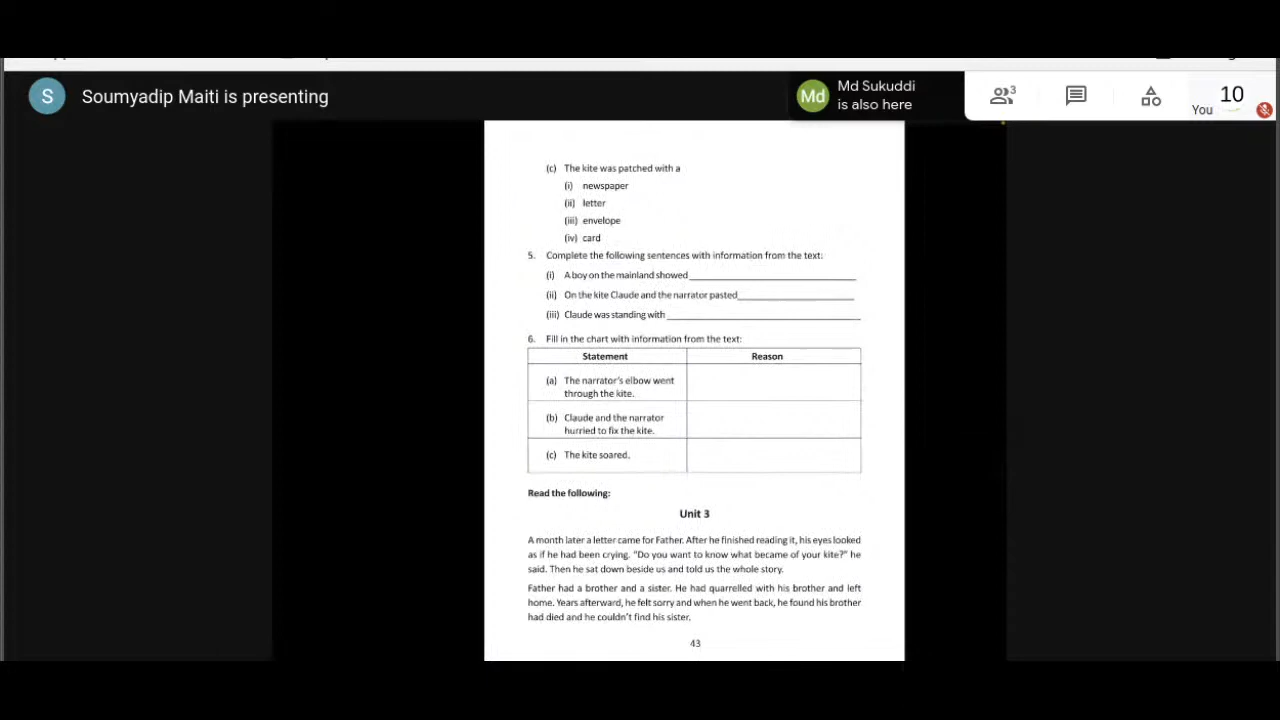 S
Soumyadip Maiti is presenting
Md
Md Sukuddi
is also here
3
10
You
(c) The kite was patched with a
(i) newspaper
(ii) letter
(iii) envelope
(iv) card
5. Complete the following sentences with information from the text:
(i) A boy on the mainland showed
(ii) On the kite Claude and the narrator pasted
(iii) Claude was standing with
6. Fill in the chart with information from the text:
Statement Reason
(a) The narrator's elbow went
through the kite.
(b) Claude and the narrator
hurried to fix the kite.
(c) The kite soared.
Read the following:
Unit 3
A month later a letter came for Father. After he finished reading it, his eyes looked
as if he had been crying. “Do you want to know what became of your kite?” he
said. Then he sat down beside us and told us the whole story.
Father had a brother and a sister. He had quarrelled with his brother and left
home. Years afterward, he felt sorry and when he went back, he found his brother
had died and he couldn't find his sister.
43